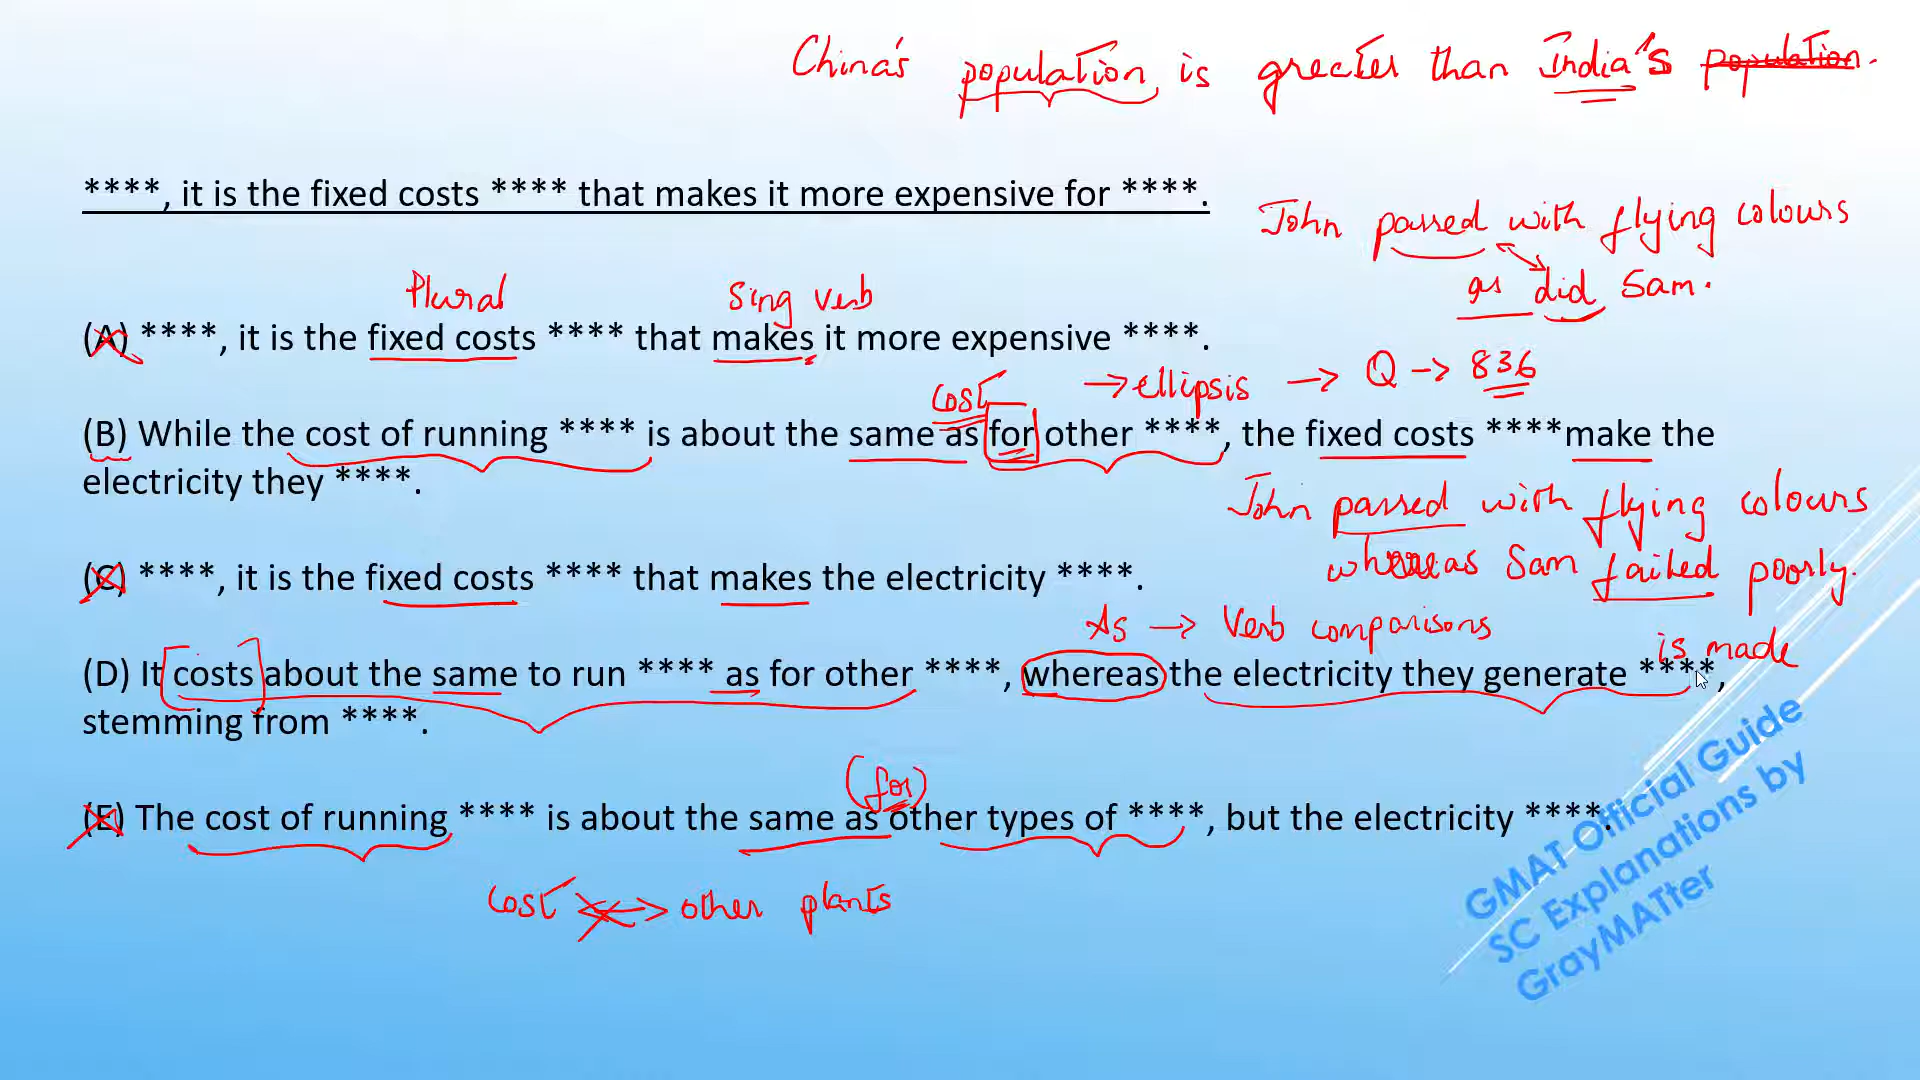 China's population is greater than India's population.
****, it is the fixed costs **** that makes it more expensive for ****.
John passed with flying colours
as did Sam.
Plural
Sing verb
(A) ****, it is the fixed costs **** that makes it more expensive ****.
cost
→ ellipsis → Q → 836
(B) While the cost of running **** is about the same as for other ****, the fixed costs ****make the
electricity they ****.
John passed with flying colours
whereas Sam failed poorly.
(C) ****, it is the fixed costs **** that makes the electricity ****.
As → Verb comparisons
is made
(D) It costs about the same to run **** as for other ****, whereas the electricity they generate ****,
stemming from ****.
(for)
(E) The cost of running **** is about the same as other types of ****, but the electricity ****.
cost ↔ other plants
GMAT Official Guide
SC Explanations by
GrayMATter